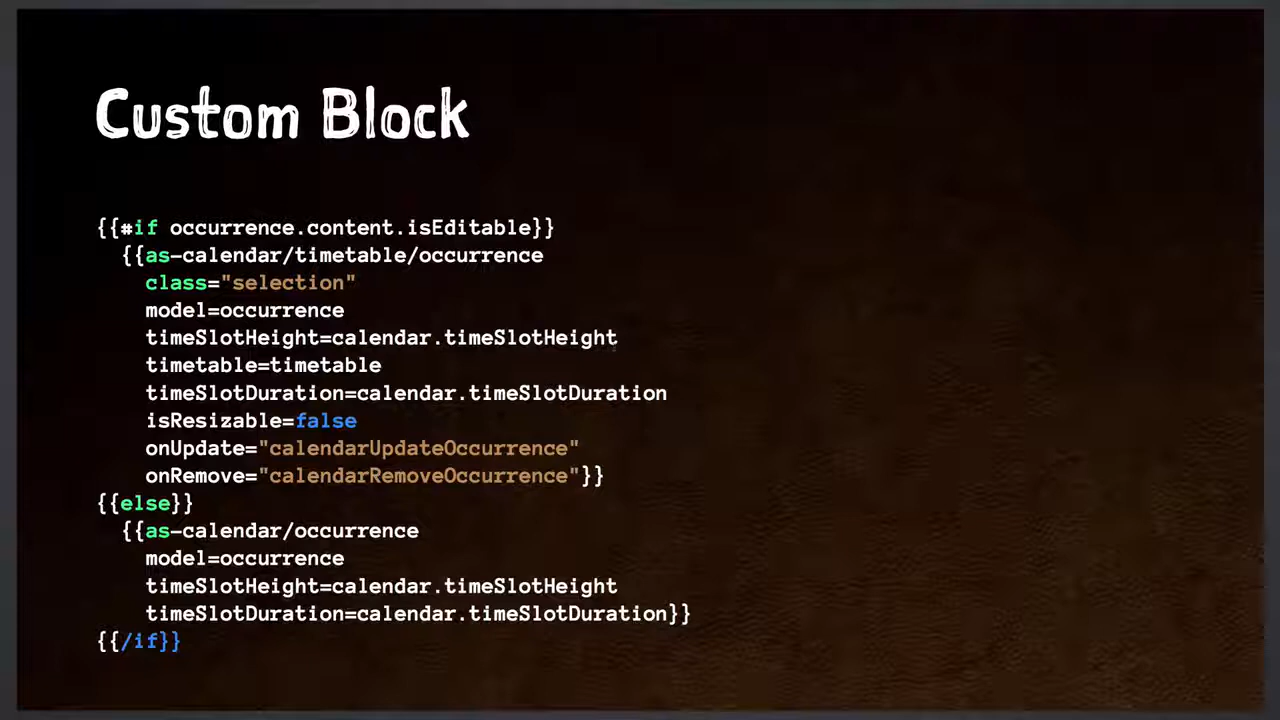 Custom Block
{{#if occurrence.content.isEditable}}
  {{as-calendar/timetable/occurrence
    class="selection"
    model=occurrence
    timeSlotHeight=calendar.timeSlotHeight
    timetable=timetable
    timeSlotDuration=calendar.timeSlotDuration
    isResizable=false
    onUpdate="calendarUpdateOccurrence"
    onRemove="calendarRemoveOccurrence"}}
{{else}}
  {{as-calendar/occurrence
    model=occurrence
    timeSlotHeight=calendar.timeSlotHeight
    timeSlotDuration=calendar.timeSlotDuration}}
{{/if}}